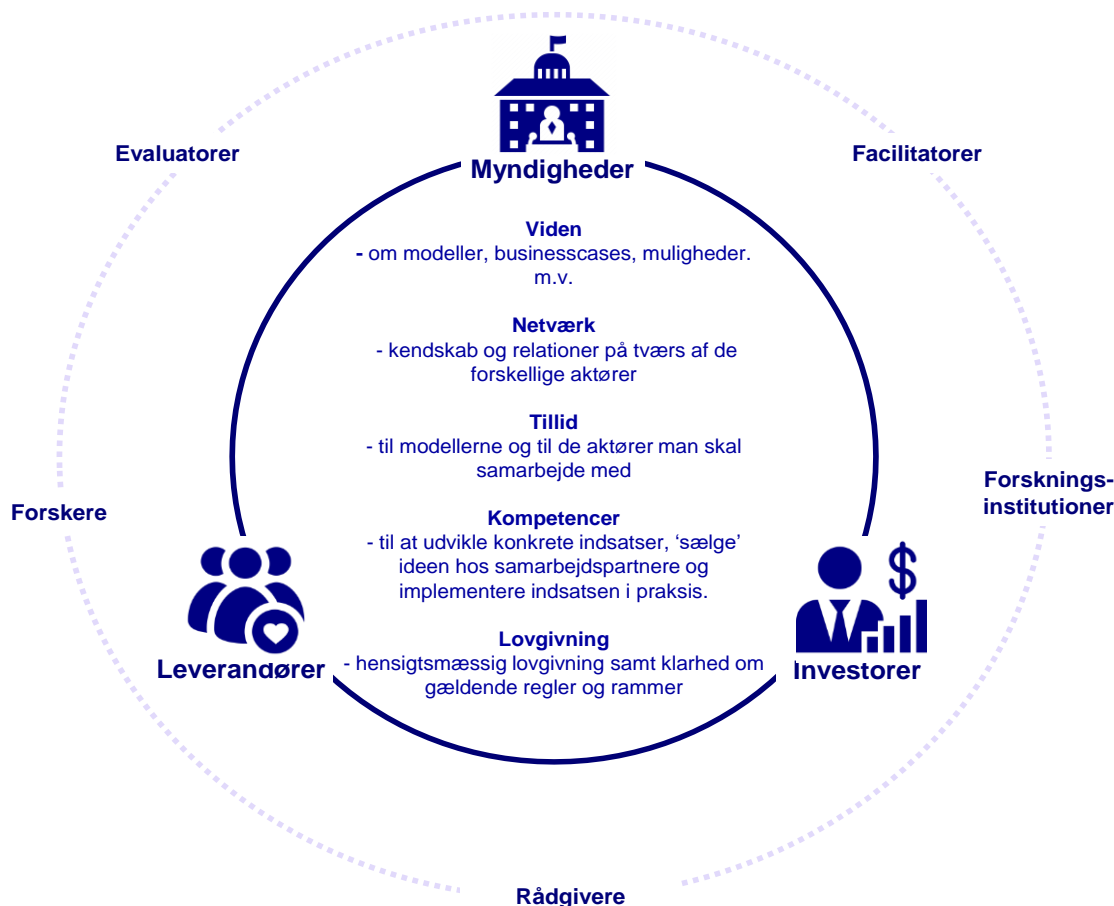 Evaluatorer
Facilitatorer
Myndigheder
Viden
- om modeller, businesscases, muligheder.
m.v.
Netværk
- kendskab og relationer på tværs af de
forskellige aktører
Tillid
- til modellerne og til de aktører man skal
samarbejde med
Forskere
Forsknings-
institutioner
Kompetencer
- til at udvikle konkrete indsatser, ‘sælge’
ideen hos samarbejdspartnere og
implementere indsatsen i praksis.
Lovgivning
- hensigtsmæssig lovgivning samt klarhed om
gældende regler og rammer
Leverandører
Investorer
Rådgivere